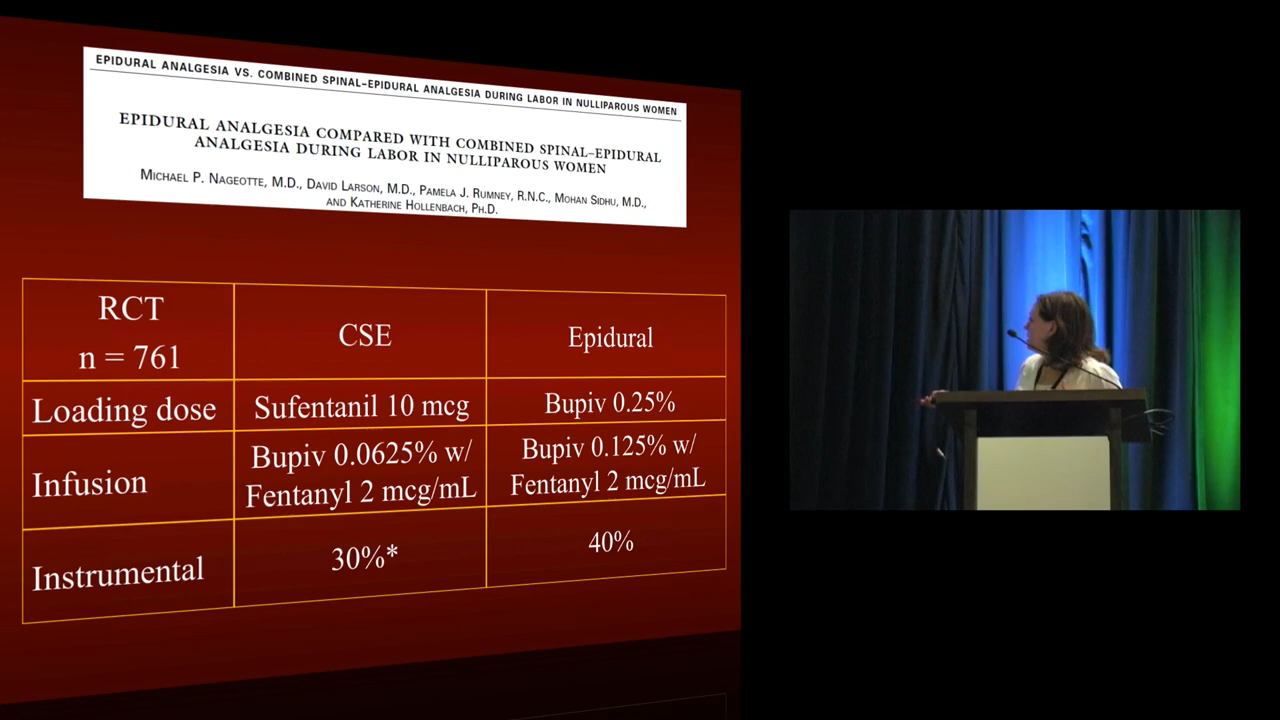 EPIDURAL ANALGESIA VS. COMBINED SPINAL–EPIDURAL ANALGESIA DURING LABOR IN NULLIPAROUS WOMEN
EPIDURAL ANALGESIA COMPARED WITH COMBINED SPINAL–EPIDURAL
ANALGESIA DURING LABOR IN NULLIPAROUS WOMEN
MICHAEL P. NAGEOTTE, M.D., DAVID LARSON, M.D., PAMELA J. RUMNEY, R.N.C., MOHAN SIDHU, M.D.,
AND KATHERINE HOLLENBACH, PH.D.
RCT
n = 761
CSE
Epidural
Loading dose
Sufentanil 10 mcg
Bupiv 0.25%
Infusion
Bupiv 0.0625% w/
Fentanyl 2 mcg/mL
Bupiv 0.125% w/
Fentanyl 2 mcg/mL
Instrumental
30%*
40%